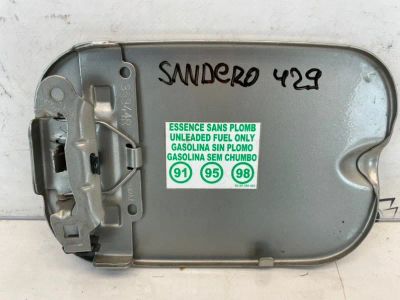 SANDERO 429
ESSENCE SANS PLOMB
UNLEADED FUEL ONLY
GASOLINA SIN PLOMO
GASOLINA SEM CHUMBO
91 95 98